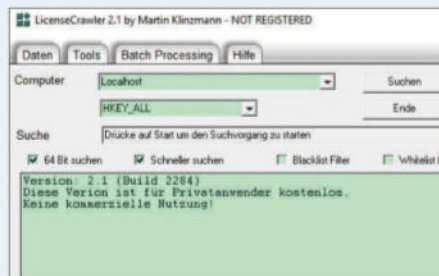 LicenseCrawler 2.1 by Martin Klinzmann - NOT REGISTERED
Daten Tools Batch Processing Hilfe
Computer Localhost Suchen
HKEY_ALL Ende
Suche Drücke auf Start um den Suchvorgang zu starten
64 Bit suchen Schneller suchen Blacklist Filter Whitelist
Version: 2.1 (Build 2284)
Diese Verion ist für Privatanwender kostenlos.
Keine kommerzielle Nutzung!